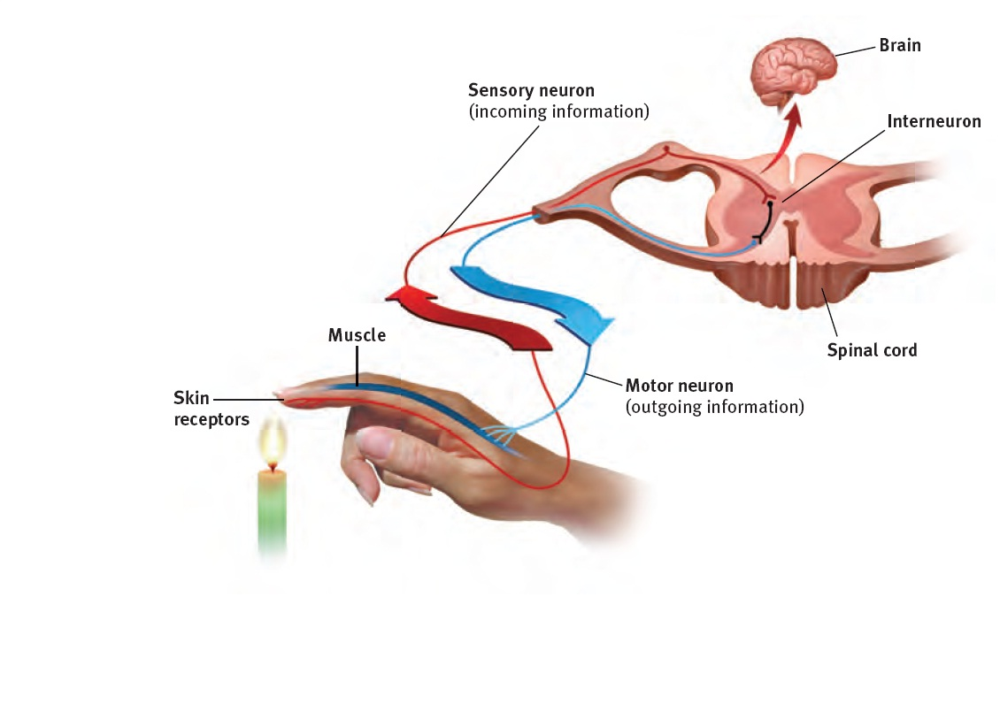 Brain
Sensory neuron
(incoming information)
Interneuron
Muscle
Spinal cord
Skin
receptors
Motor neuron
(outgoing information)